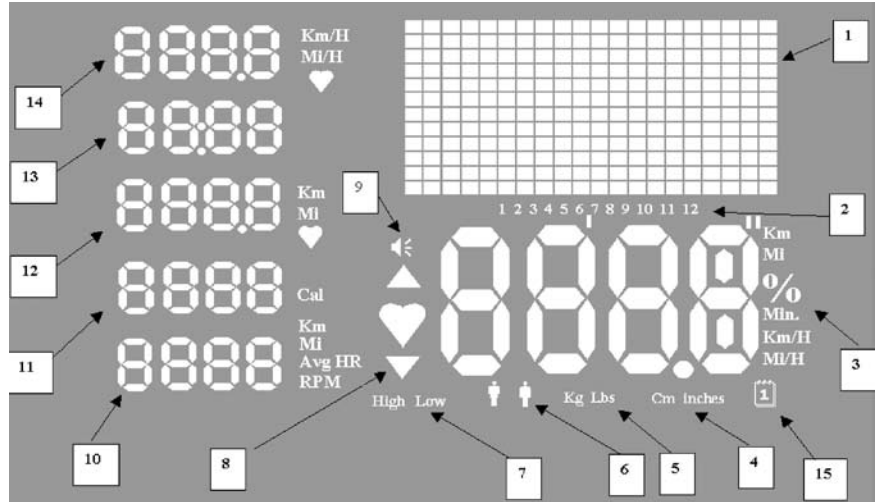 Km/H
Mi/H
14
88:88
13
Km
Mi
12
Cal
11
Km
Mi
Avg HR
RPM
10
1
1 2 3 4 5 6 7 8 9 10 11 12
2
9
888.8
Km
Mi
%
Min.
Km/H
Mi/H
3
High Low
Kg Lbs
Cm inches
1
8
7
6
5
4
15
888.8
888.8
8888
8888